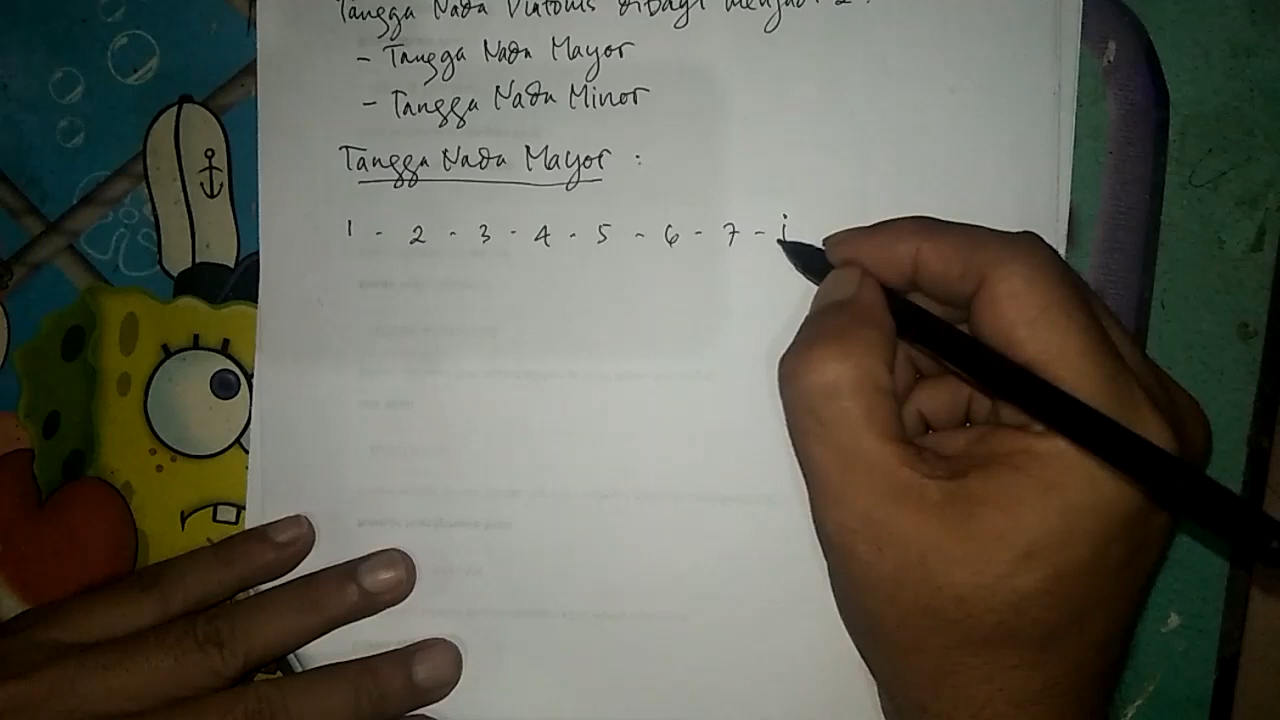 Tangga Nada Diatonis dibagi menjadi 2 :
- Tangga Nada Mayor
- Tangga Nada Minor
Tangga Nada Mayor :
1 - 2 - 3 - 4 - 5 - 6 - 7 - i